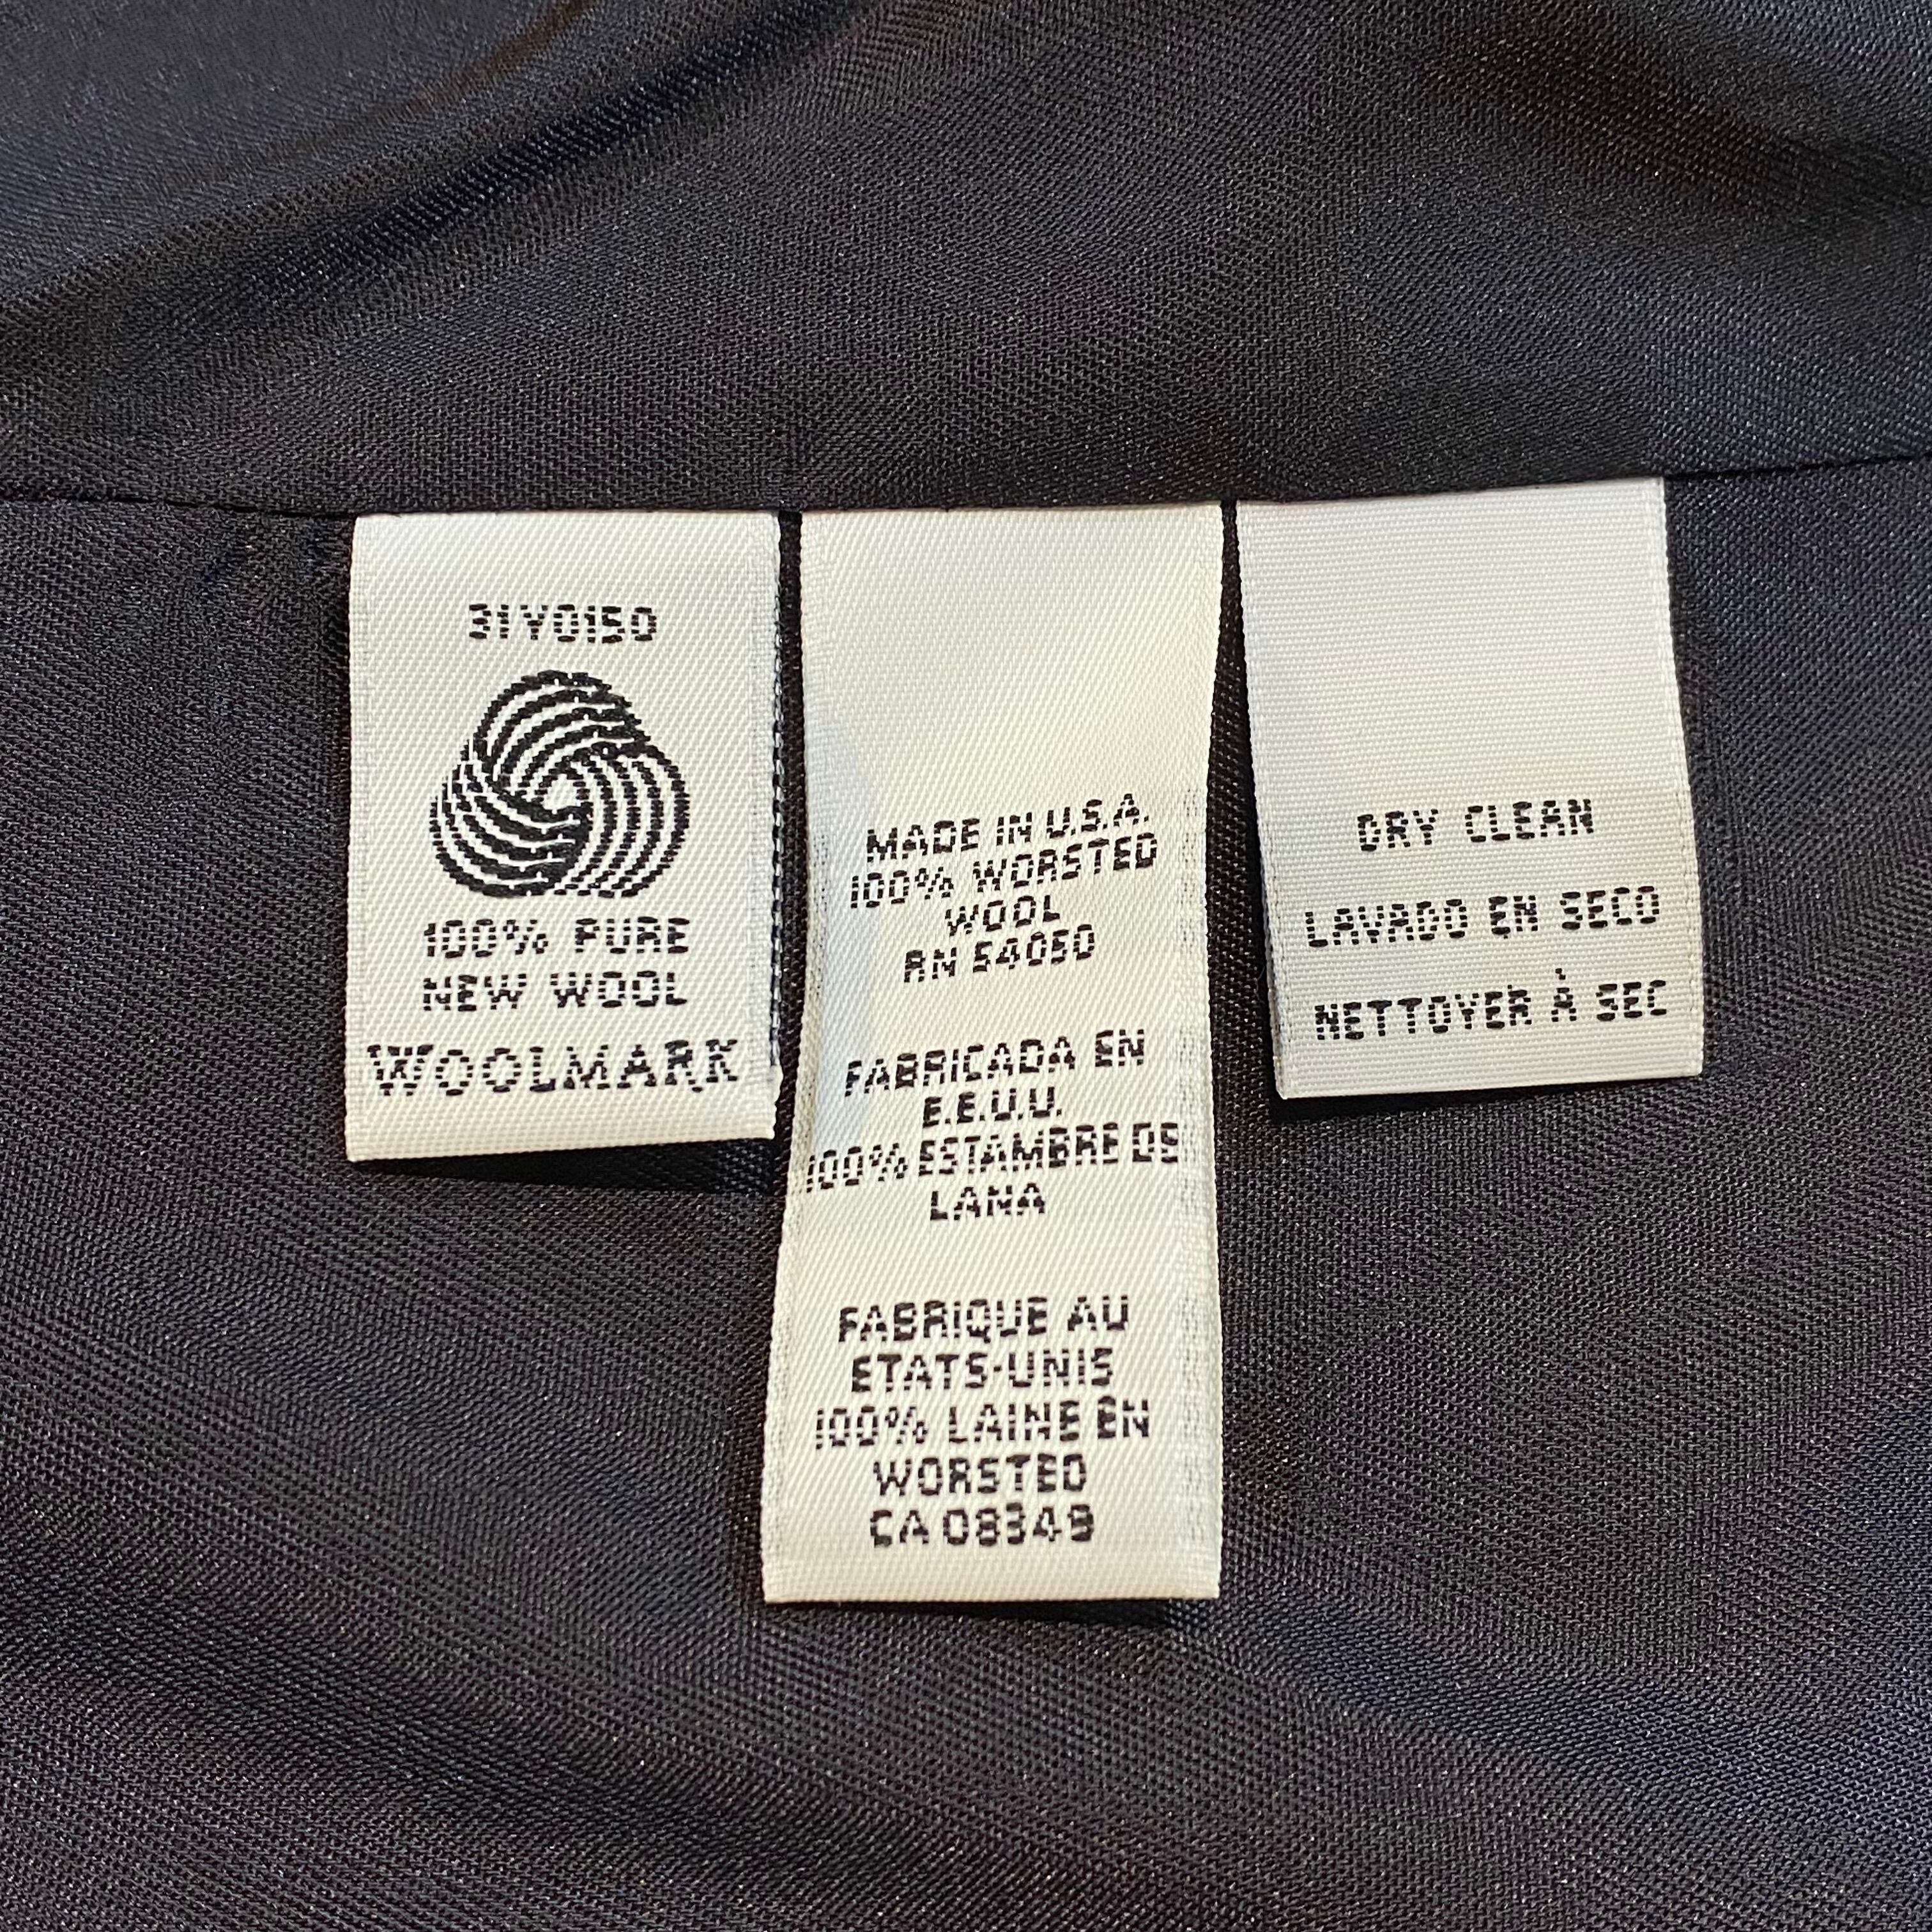 31Y0150
100% PURE
NEW WOOL
WOOLMARK
MADE IN U.S.A.
100% WORSTED
WOOL
RN 54050
FABRICADA EN
E.E.U.U.
100% ESTAMBRE DE
LANA
FABRIQUE AU
ETATS-UNIS
100% LAINE EN
WORSTED
CA 08349
DRY CLEAN
LAVADO EN SECO
NETTOYER À SEC